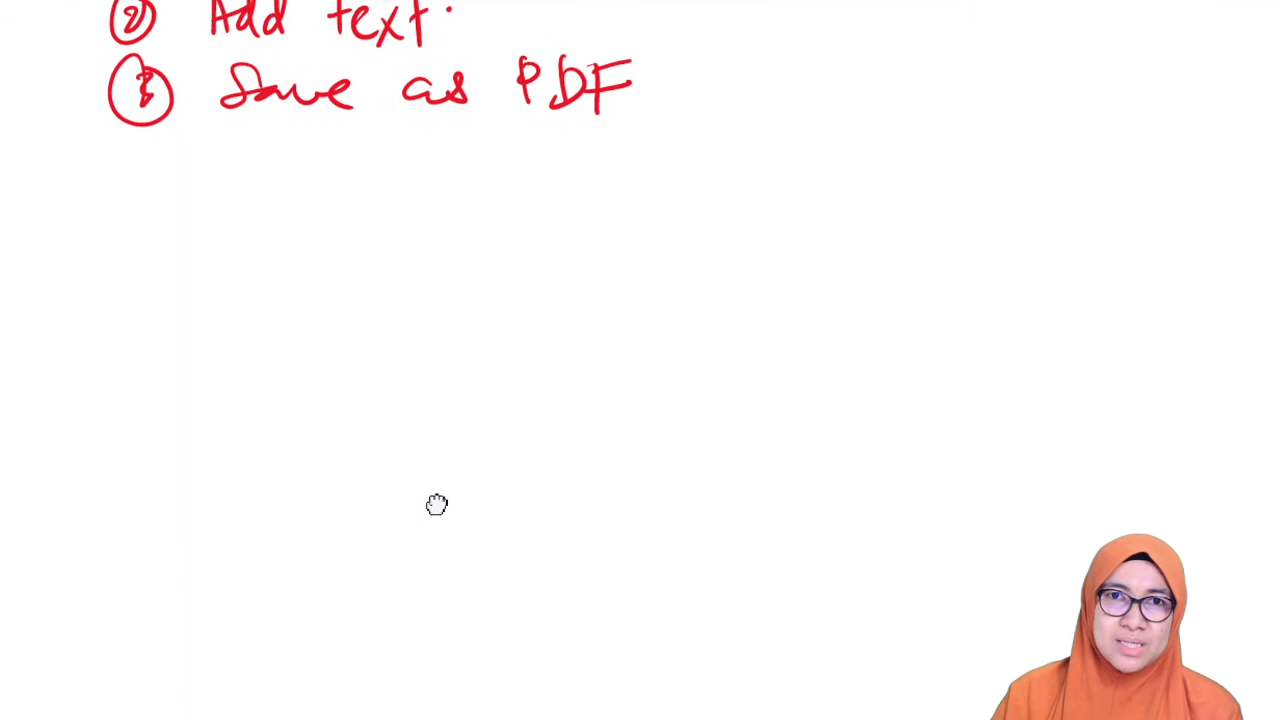 ② Add text.
③ Save as PDF